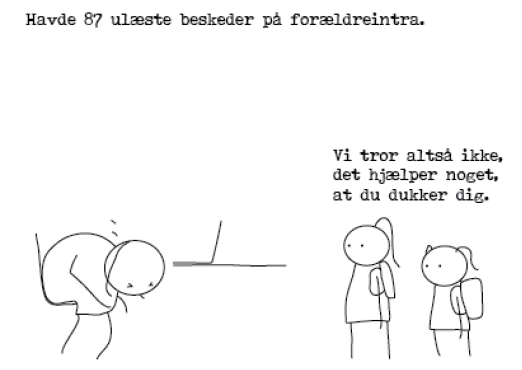 Havde 87 ulæste beskeder på forældreintra.
Vi tror altså ikke,
det hjælper noget,
at du dukker dig.